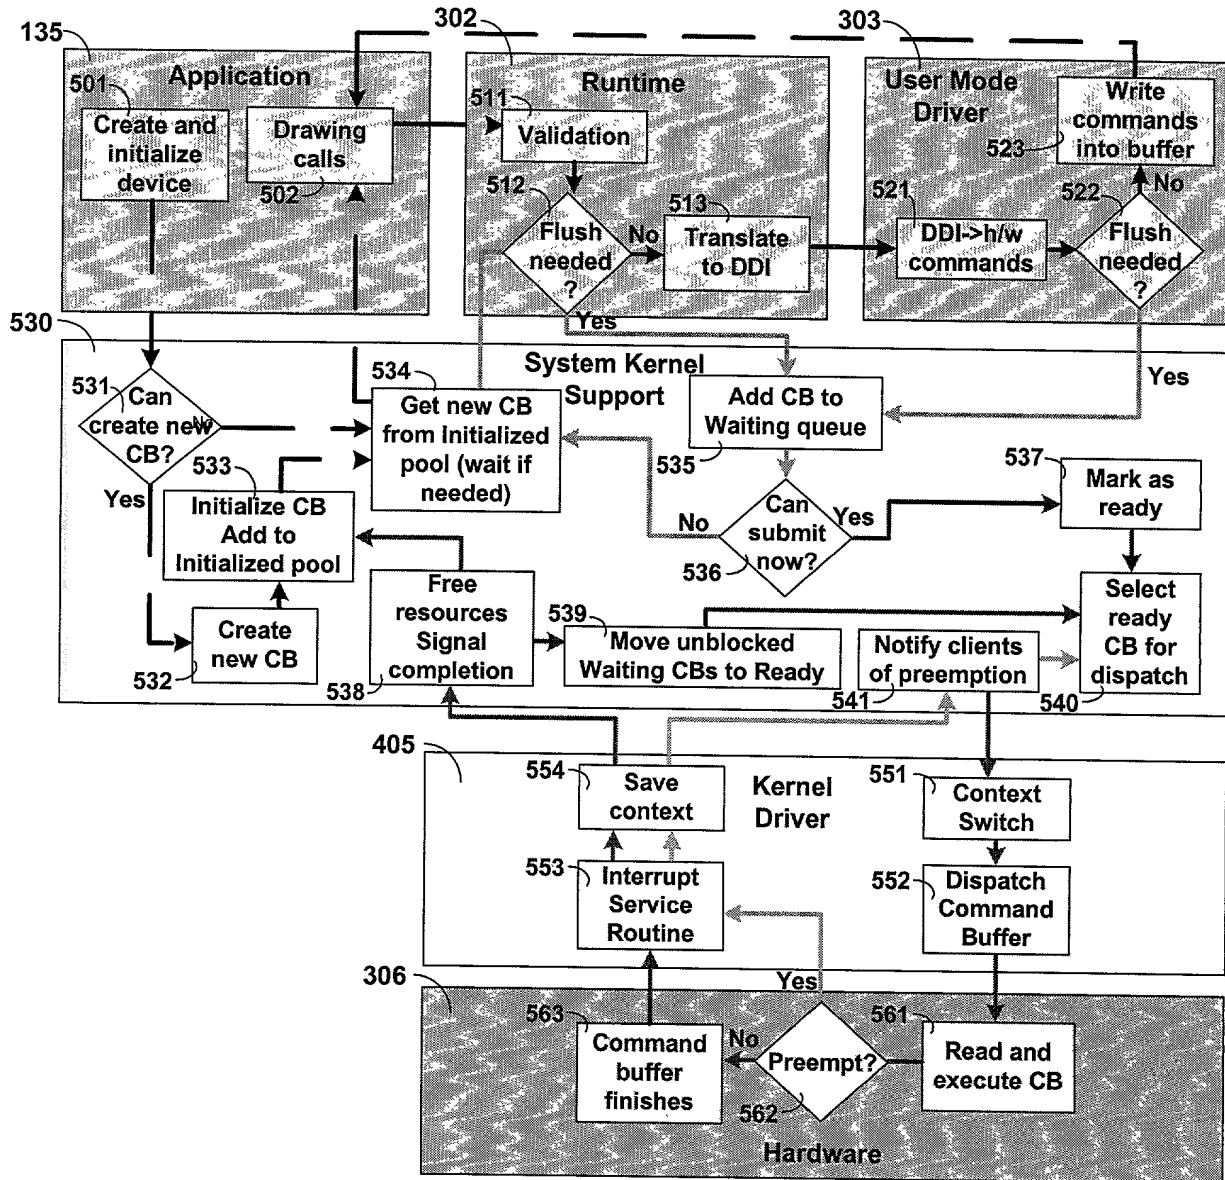 135
302
303
Application
501
Create and
initialize
device
Drawing
calls
502
Runtime
511
Validation
512
Flush
needed
?
No
Yes
513
Translate
to DDI
User Mode
Driver
Write
commands
into buffer
523
No
521
DDI->h/w
commands
522
Flush
needed
?
Yes
530
System Kernel
Support
531
Can
create new
CB?
No
Yes
534
Get new CB
from Initialized
pool (wait if
needed)
Add CB to
Waiting queue
535
533
Initialize CB
Add to
Initialized pool
Create
new CB
532
Can
submit
now?
536
No
Yes
537
Mark as
ready
Free
resources
Signal
completion
538
539
Move unblocked
Waiting CBs to Ready
Notify clients
of preemption
541
Select
ready
CB for
dispatch
540
405
Kernel
Driver
554
Save
context
551
Context
Switch
553
Interrupt
Service
Routine
552
Dispatch
Command
Buffer
306
Yes
563
Command
buffer
finishes
No
Preempt?
562
561
Read and
execute CB
Hardware